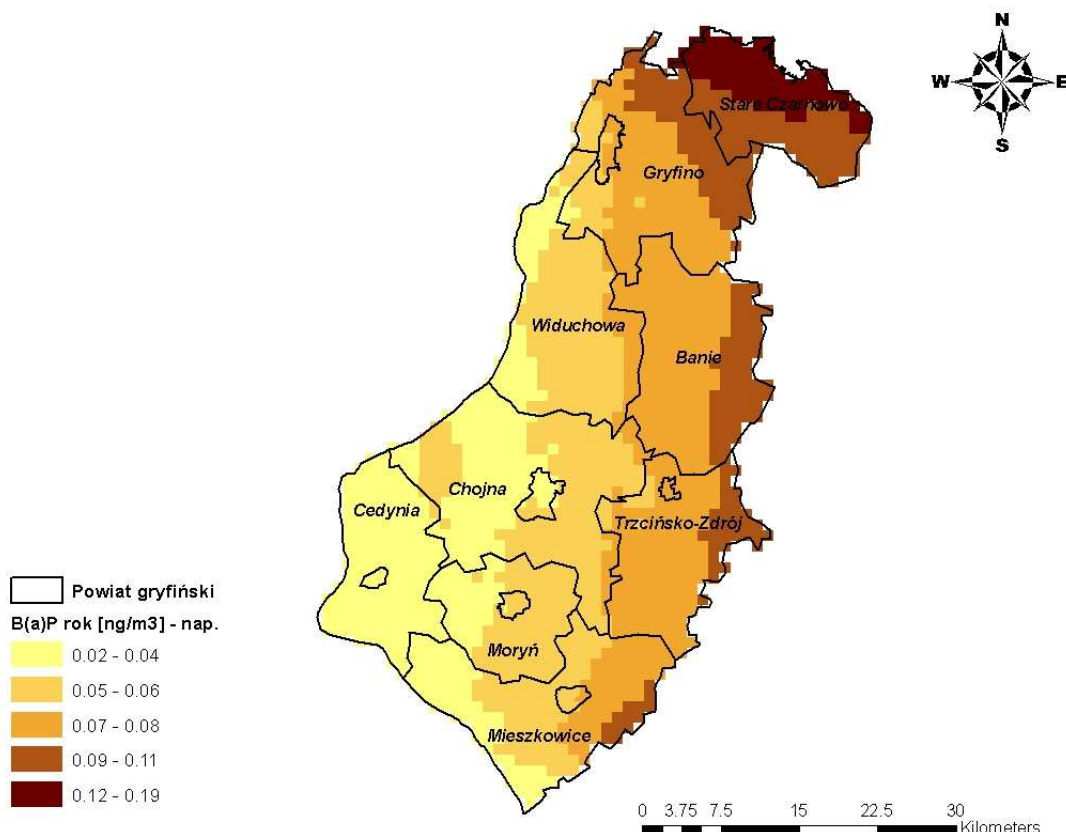 N
W E
S
Stare Czarnowo
Gryfino
Widuchowa
Banie
Chojna
Cedynia
Trzcińsko-Zdrój
Moryń
Mieszkowice
Powiat gryfiński
B(a)P rok [ng/m3] - nap.
0.02 - 0.04
0.05 - 0.06
0.07 - 0.08
0.09 - 0.11
0.12 - 0.19
0 3.75 7.5 15 22.5 30
Kilometers